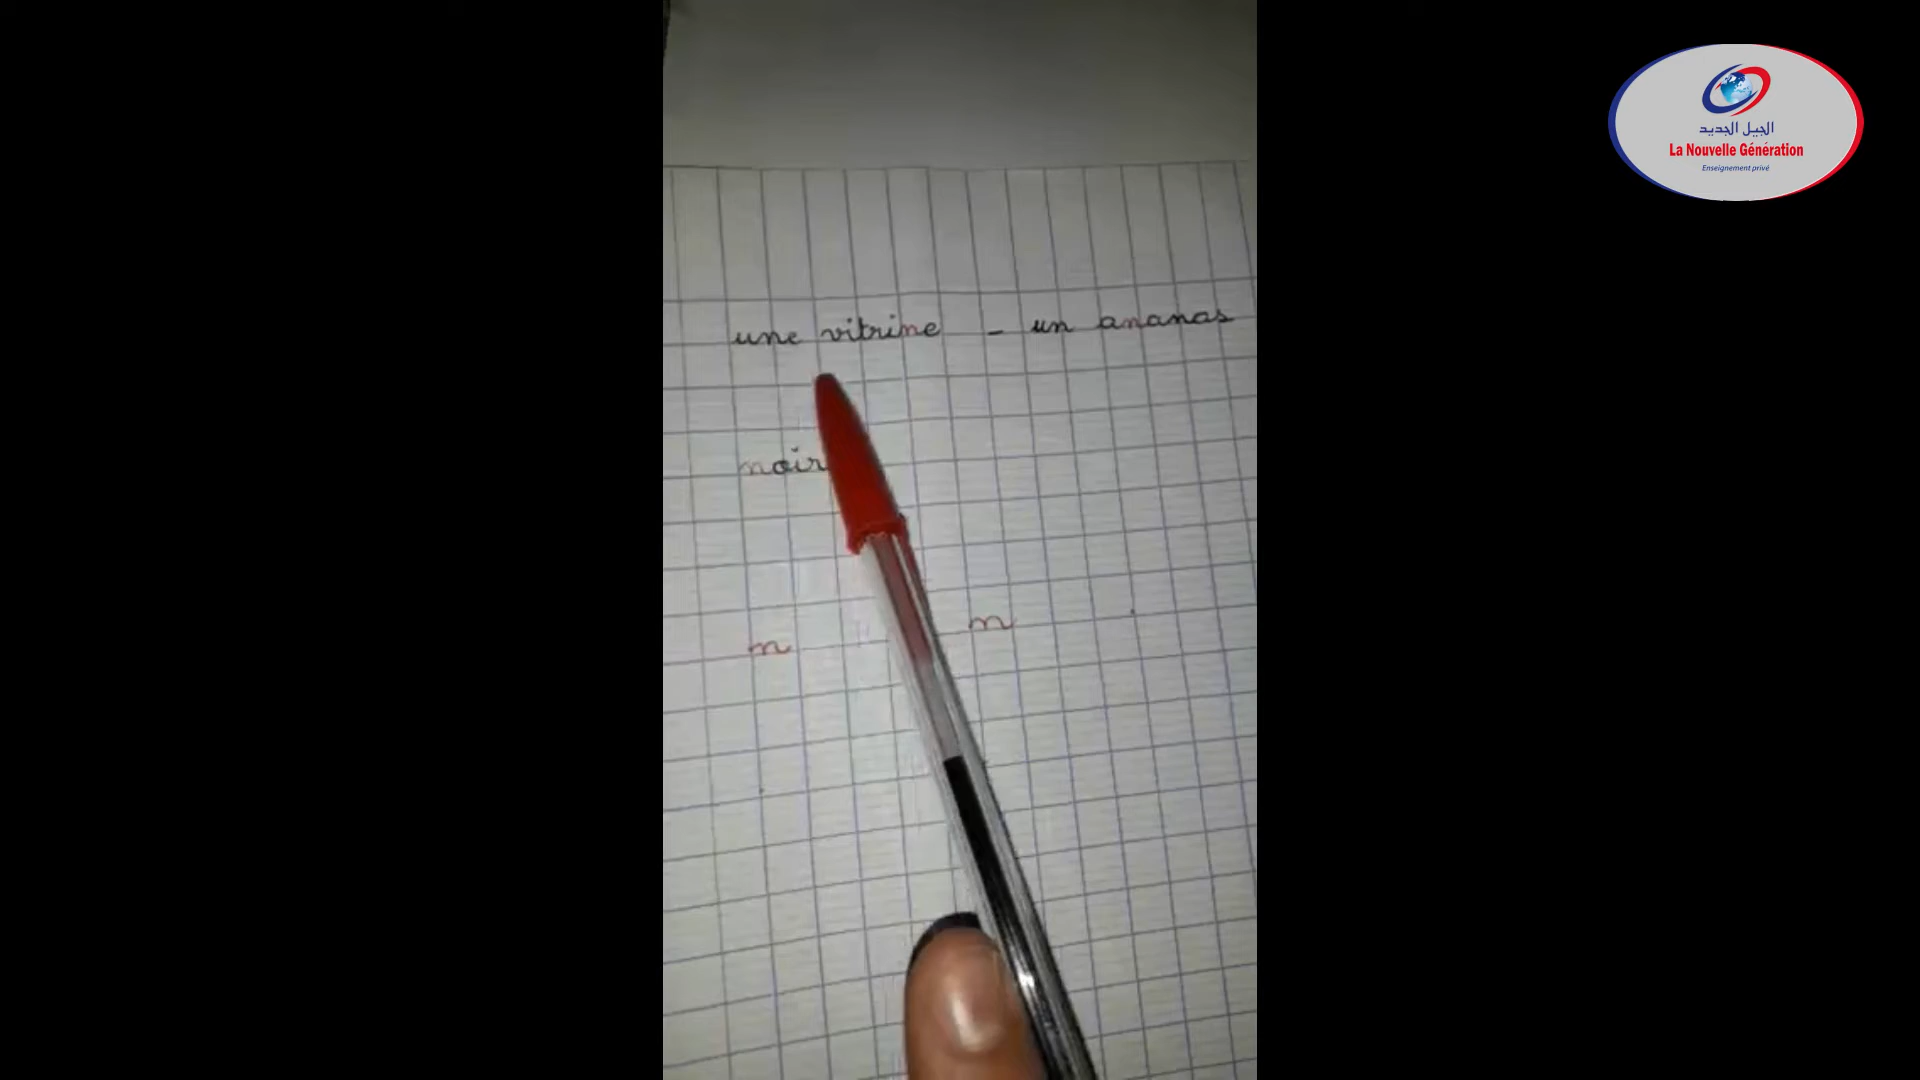 الجيل الجديد
La Nouvelle Génération
Enseignement privé
une vitrine - un ananas
noir
n n